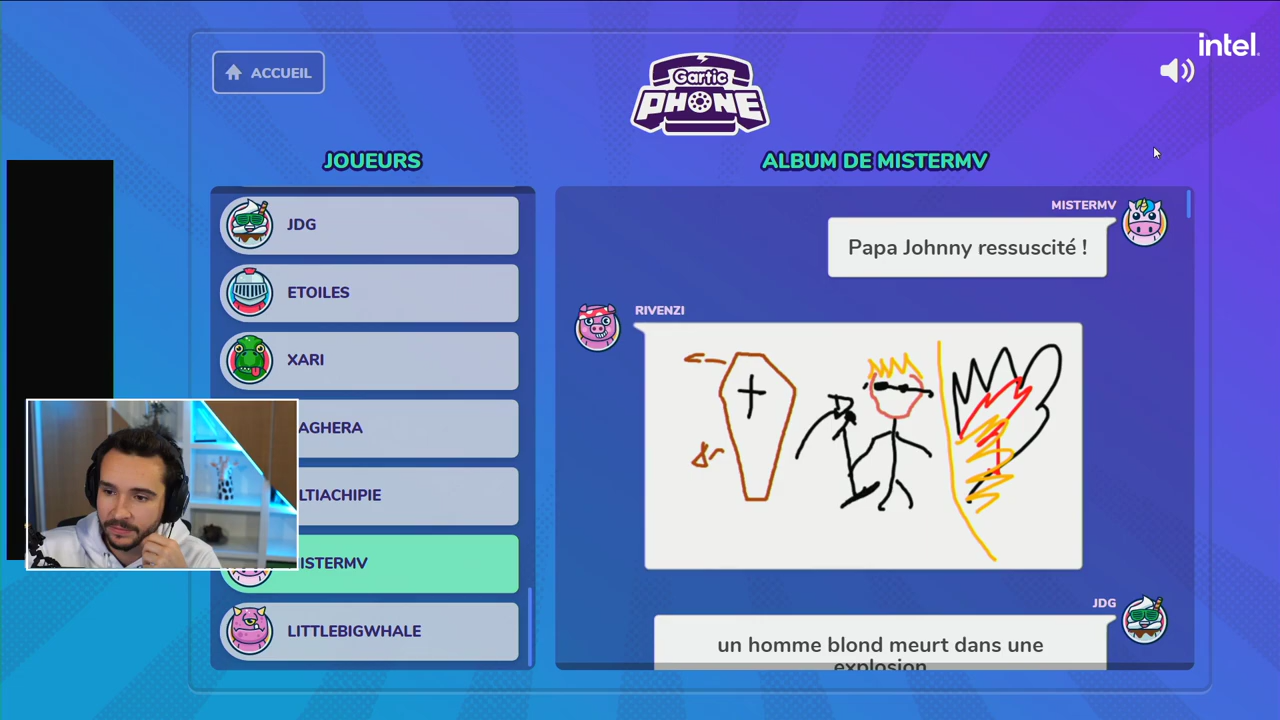 intel.
ACCUEIL
Gartic
PHONE
JOUEURS
ALBUM DE MISTERMV
JDG
ETOILES
XARI
AGHERA
LTIACHIPIE
ISTERMV
LITTLEBIGWHALE
MISTERMV
Papa Johnny ressuscité !
RIVENZI
JDG
un homme blond meurt dans une
explosion